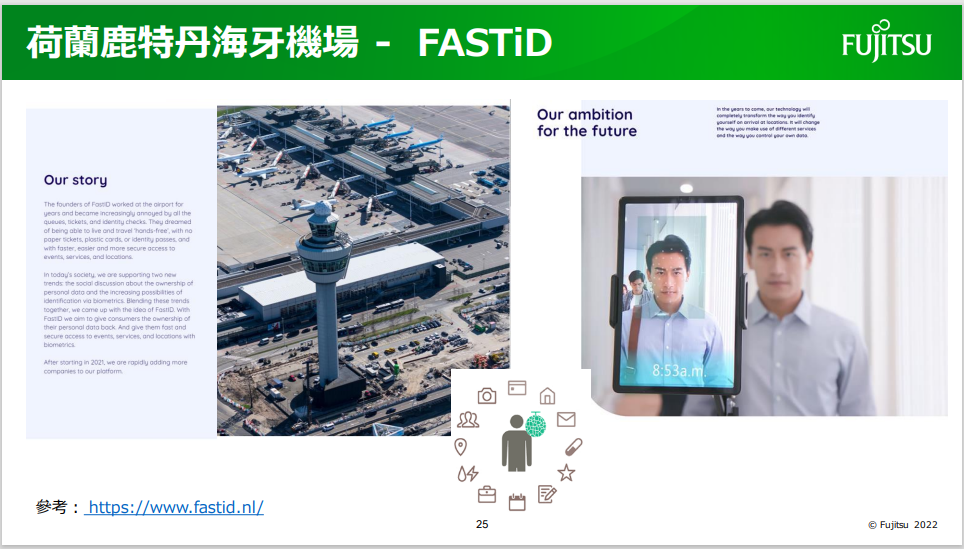 荷蘭鹿特丹海牙機場 - FASTiD
FUJITSU
Our story
The founders of FastID worked at the airport for
years and became increasingly annoyed by all the
queues, tickets, and identity checks. They dreamed
of being able to live and travel 'hands-free', with no
paper tickets, plastic cards, or identity passes, and
with faster, easier and more secure access to
events, services, and locations.
In today's society, we are supporting two new
trends: the social discussion about the ownership of
personal data and the increasing possibilities of
identification via biometrics. Blending these trends
together, we came up with the idea of FastID. With
FastID we aim to give consumers the ownership of
their personal data back. And give them fast and
secure access to events, services, and locations with
biometrics.
After starting in 2021, we are rapidly adding more
companies to our platform.
Our ambition
for the future
In the years to come, our technology will
completely transform the way you identify
yourself on arrival at locations. It will change
the way you make use of different services
and the way you control your own data.
8:53a.m.
參考： https://www.fastid.nl/
25
© Fujitsu 2022